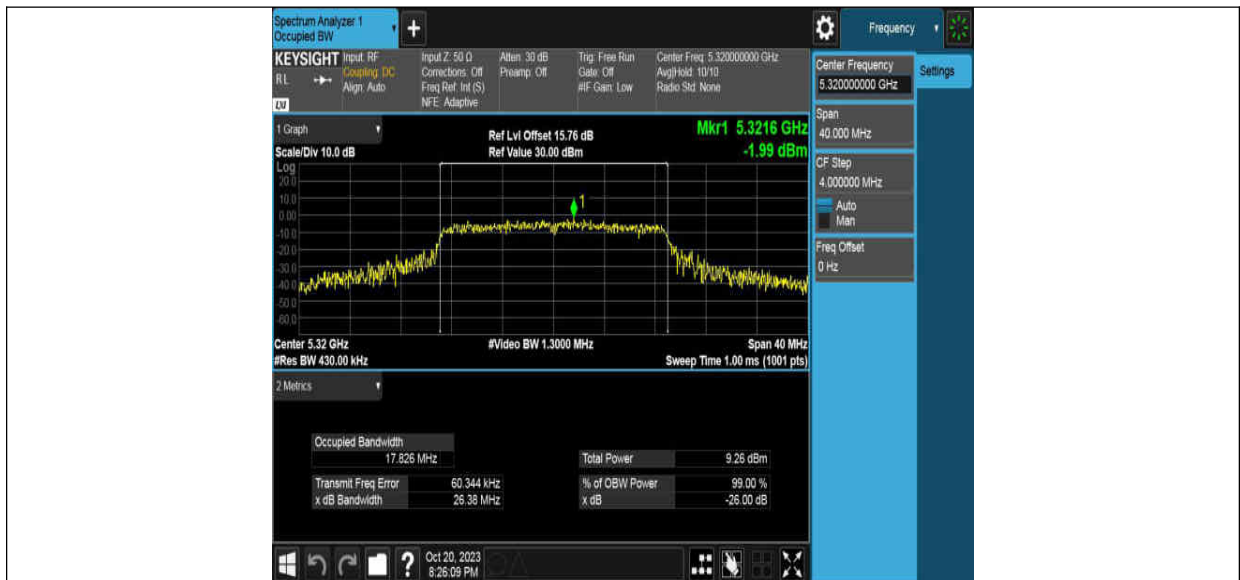 Spectrum Analyzer 1
Occupied BW
+
Frequency
KEYSIGHT
RL
LXI
Input: RF
Coupling: DC
Align: Auto
Input Z: 50 Ω
Corrections: Off
Freq Ref: Int (S)
NFE: Adaptive
Atten: 30 dB
Preamp: Off
Trig: Free Run
Gate: Off
#IF Gain: Low
Center Freq: 5.320000000 GHz
Avg|Hold: 10/10
Radio Std: None
Center Frequency
5.320000000 GHz
Settings
Span
40.000 MHz
CF Step
4.000000 MHz
Auto
Man
Freq Offset
0 Hz
1 Graph
Scale/Div 10.0 dB
Ref Lvl Offset 15.76 dB
Ref Value 30.00 dBm
Mkr1 5.3216 GHz
-1.99 dBm
Log
20.0
10.0
0.00
-10.0
-20.0
-30.0
-40.0
-50.0
-60.0
1
Center 5.32 GHz
#Video BW 1.3000 MHz
Span 40 MHz
#Res BW 430.00 kHz
Sweep Time 1.00 ms (1001 pts)
2 Metrics
Occupied Bandwidth
17.826 MHz
Total Power 9.26 dBm
Transmit Freq Error 60.344 kHz
% of OBW Power 99.00 %
x dB Bandwidth 26.38 MHz
x dB -26.00 dB
?
Oct 20, 2023
8:26:09 PM